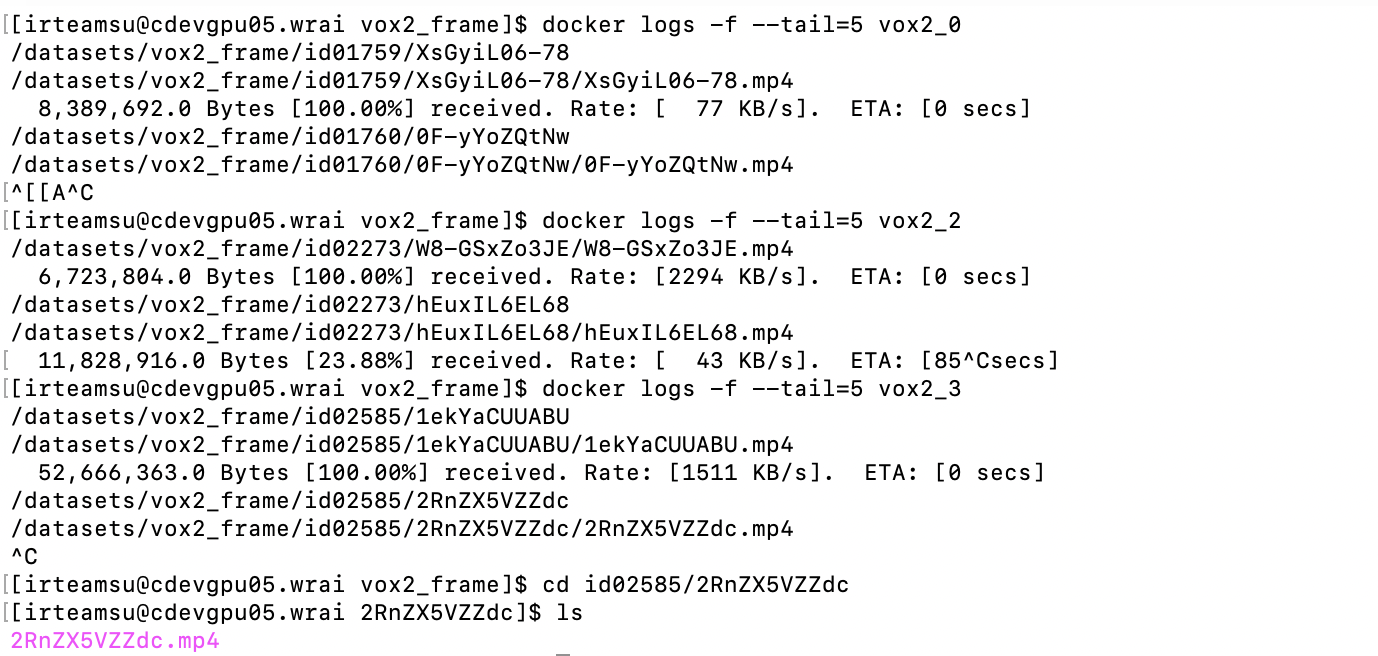 [[irteamsu@cdevgpu05.wrai vox2_frame]$ docker logs -f --tail=5 vox2_0
/datasets/vox2_frame/id01759/XsGyiL06-78
/datasets/vox2_frame/id01759/XsGyiL06-78/XsGyiL06-78.mp4
  8,389,692.0 Bytes [100.00%] received. Rate: [  77 KB/s].  ETA: [0 secs]
/datasets/vox2_frame/id01760/0F-yYoZQtNw
/datasets/vox2_frame/id01760/0F-yYoZQtNw/0F-yYoZQtNw.mp4
[^[[A^C
[[irteamsu@cdevgpu05.wrai vox2_frame]$ docker logs -f --tail=5 vox2_2
/datasets/vox2_frame/id02273/W8-GSxZo3JE/W8-GSxZo3JE.mp4
  6,723,804.0 Bytes [100.00%] received. Rate: [2294 KB/s].  ETA: [0 secs]
/datasets/vox2_frame/id02273/hEuxIL6EL68
/datasets/vox2_frame/id02273/hEuxIL6EL68/hEuxIL6EL68.mp4
[  11,828,916.0 Bytes [23.88%] received. Rate: [  43 KB/s].  ETA: [85^Csecs]
[[irteamsu@cdevgpu05.wrai vox2_frame]$ docker logs -f --tail=5 vox2_3
/datasets/vox2_frame/id02585/1ekYaCUUABU
/datasets/vox2_frame/id02585/1ekYaCUUABU/1ekYaCUUABU.mp4
  52,666,363.0 Bytes [100.00%] received. Rate: [1511 KB/s].  ETA: [0 secs]
/datasets/vox2_frame/id02585/2RnZX5VZZdc
/datasets/vox2_frame/id02585/2RnZX5VZZdc/2RnZX5VZZdc.mp4
^C
[[irteamsu@cdevgpu05.wrai vox2_frame]$ cd id02585/2RnZX5VZZdc
[[irteamsu@cdevgpu05.wrai 2RnZX5VZZdc]$ ls
2RnZX5VZZdc.mp4